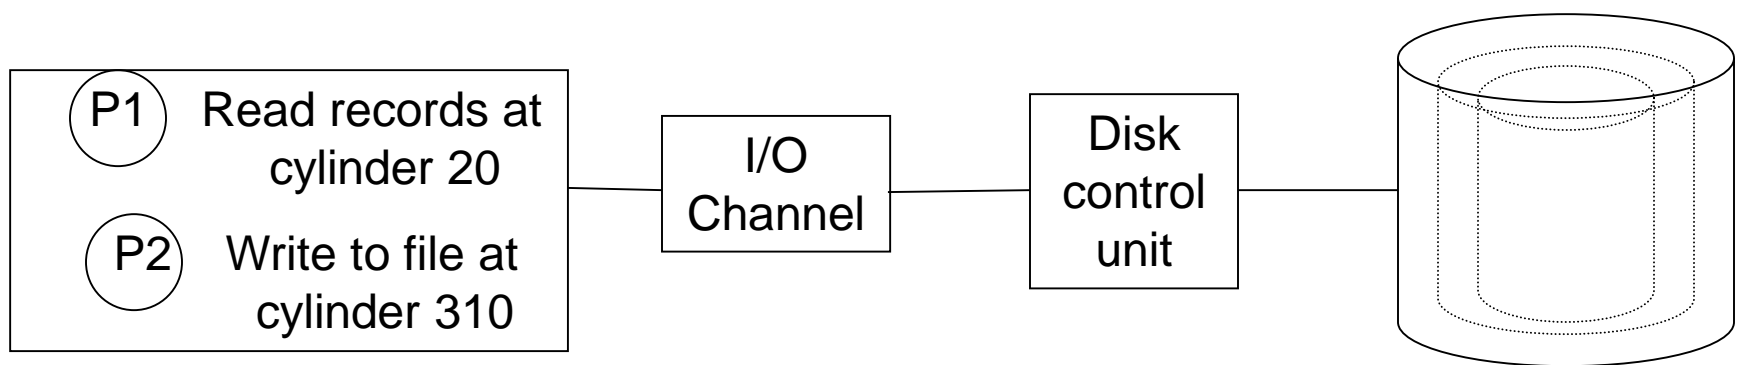 P1 Read records at
cylinder 20
P2 Write to file at
cylinder 310
I/O
Channel
Disk
control
unit